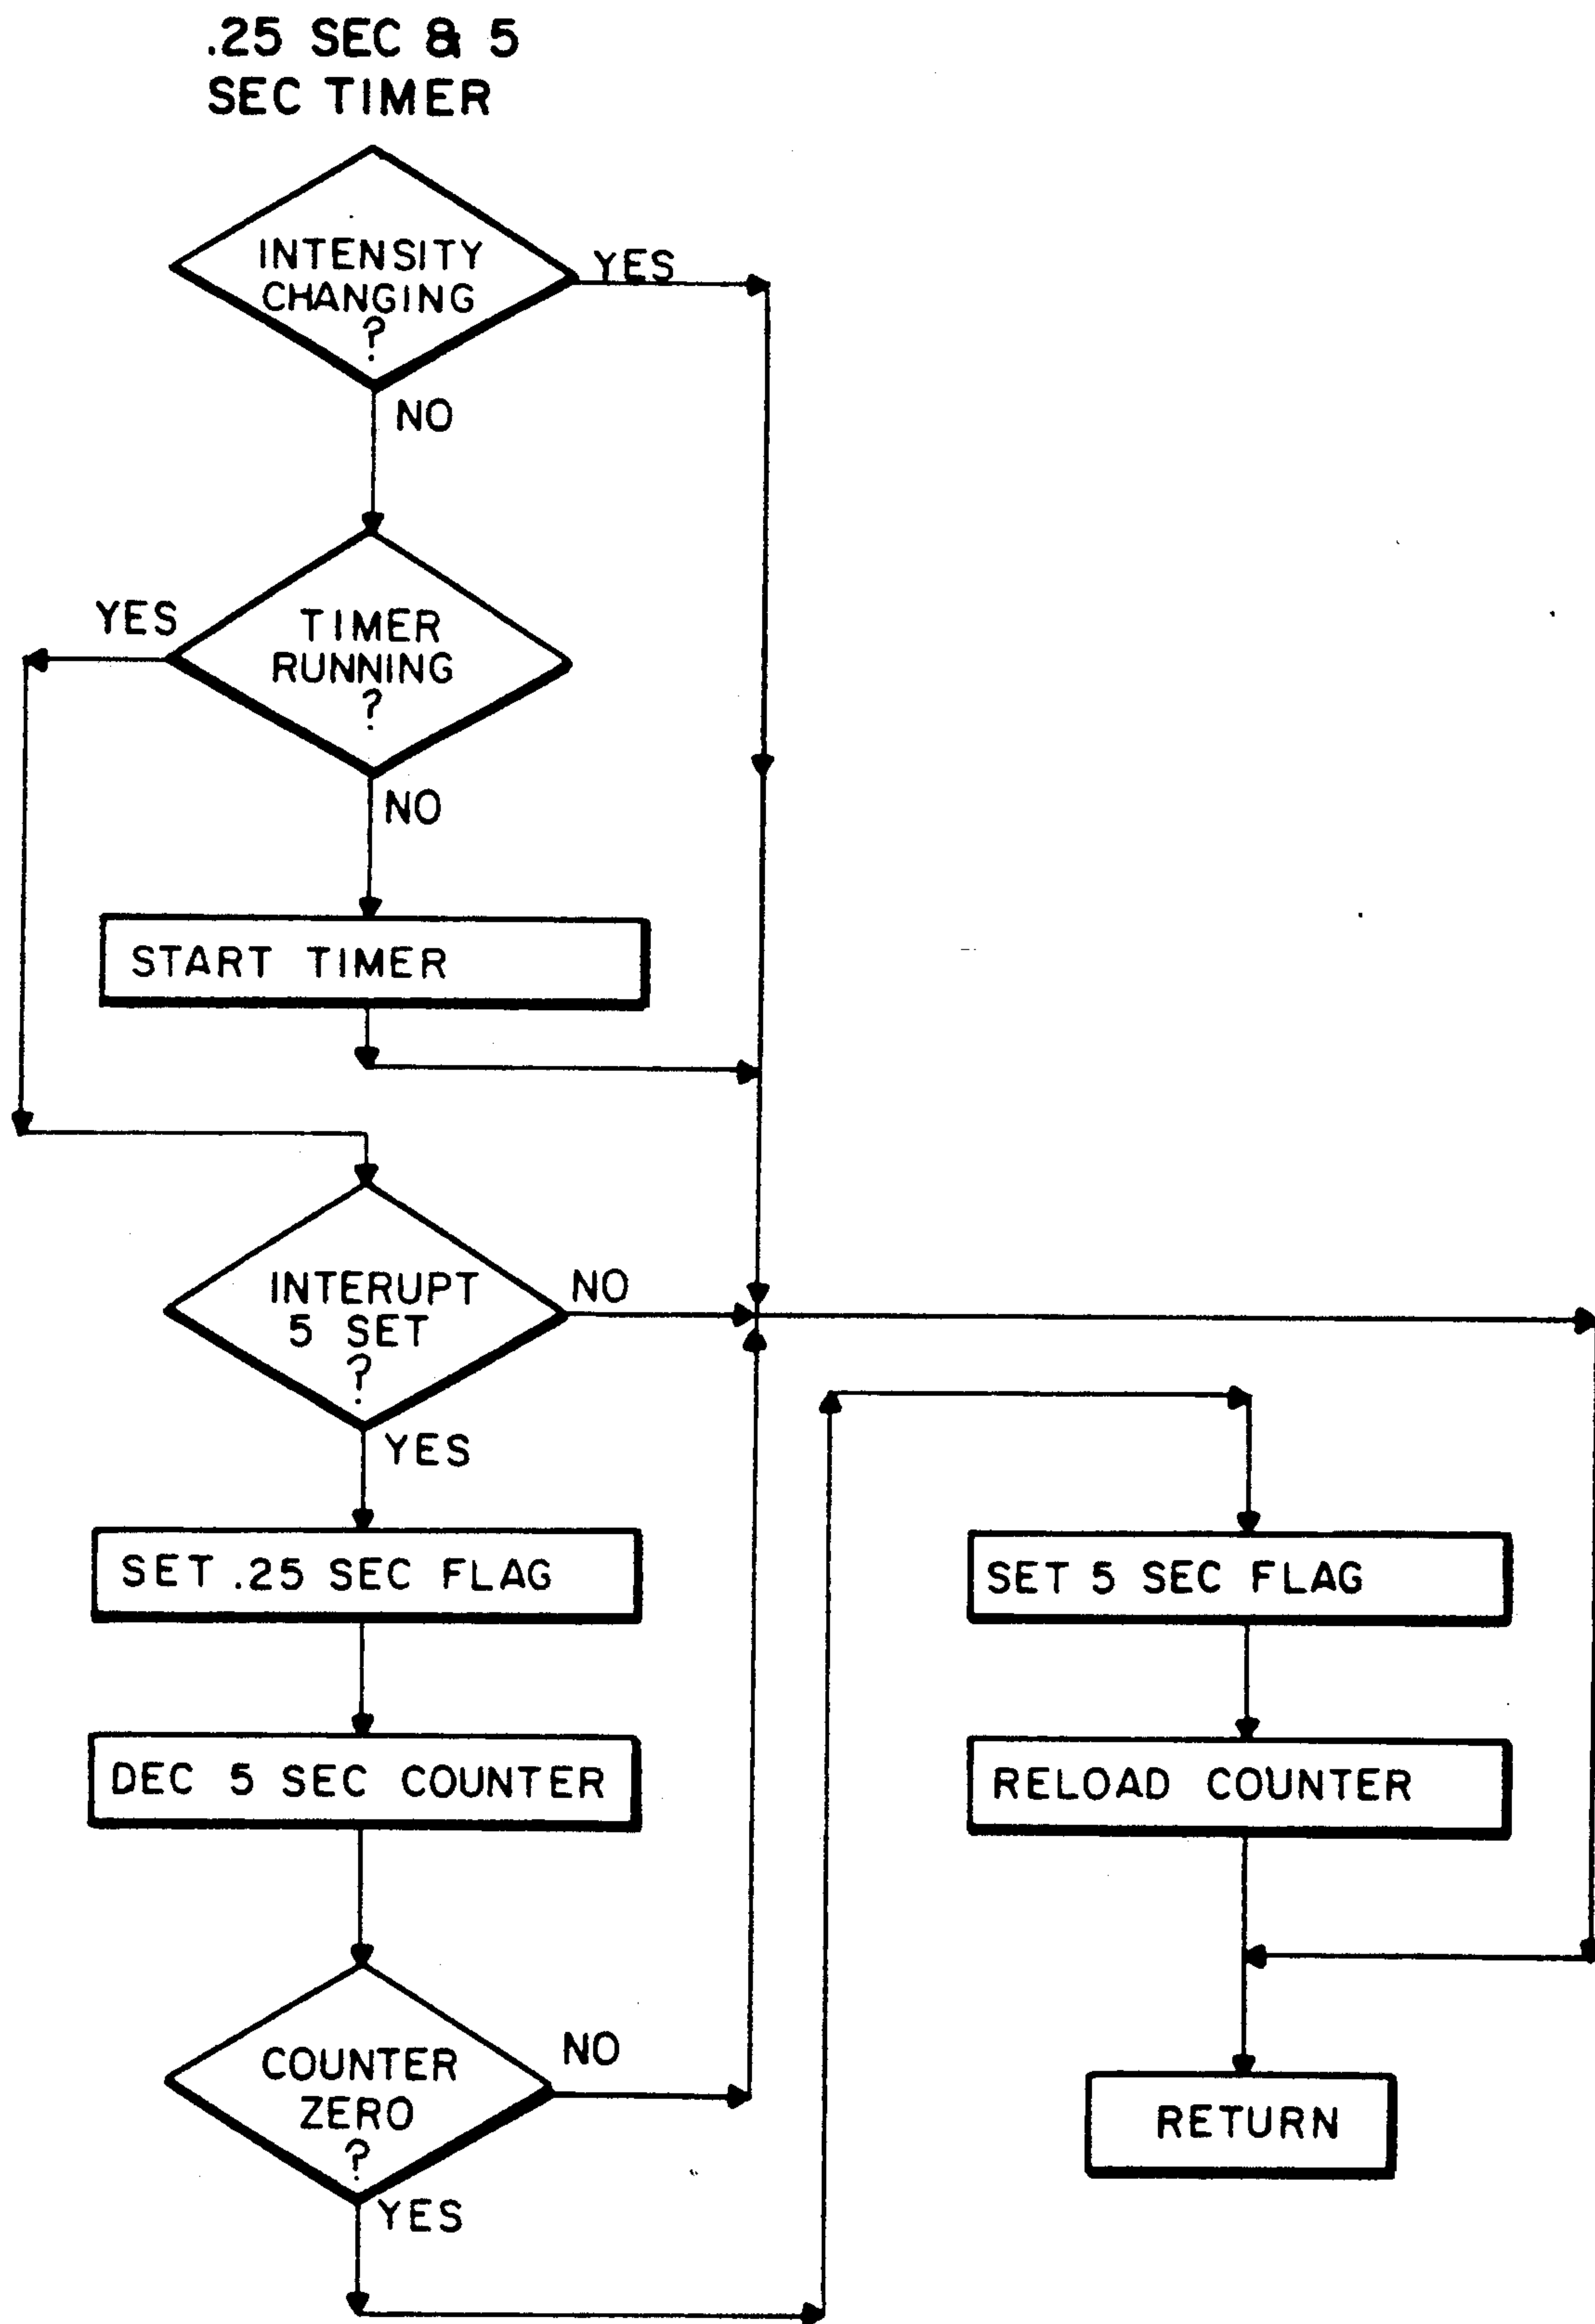 .25 SEC & 5
SEC TIMER
INTENSITY
CHANGING
?
YES
NO
YES
TIMER
RUNNING
?
NO
START TIMER
INTERUPT
5 SET
?
NO
YES
SET .25 SEC FLAG
DEC 5 SEC COUNTER
COUNTER
ZERO
?
NO
YES
SET 5 SEC FLAG
RELOAD COUNTER
RETURN